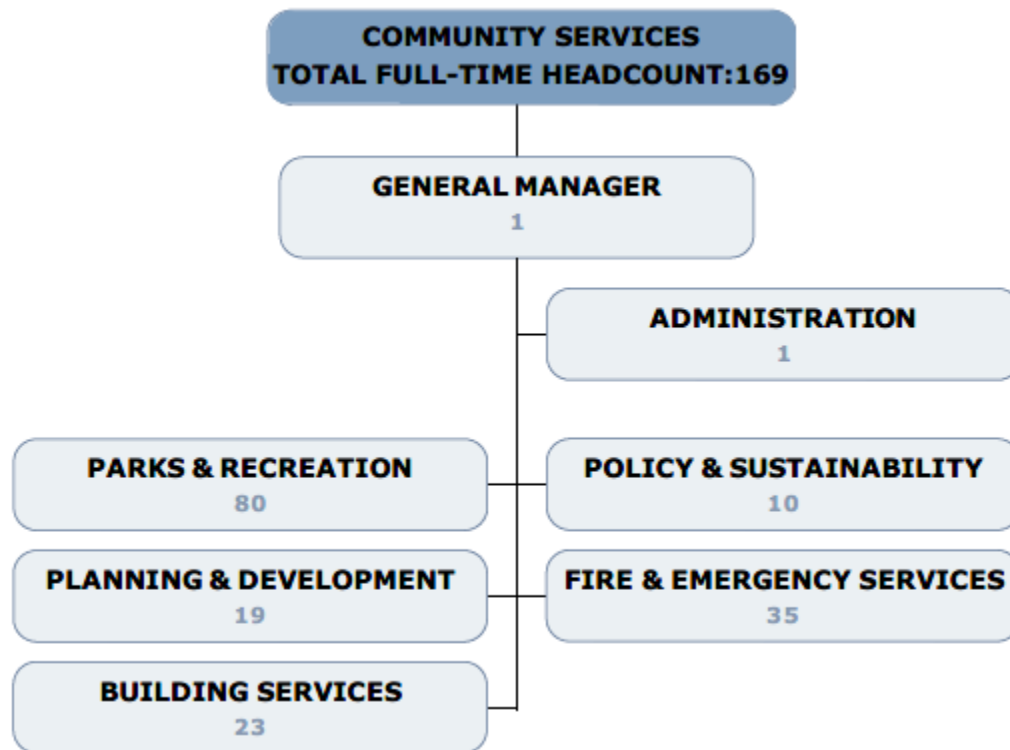 COMMUNITY SERVICES
TOTAL FULL-TIME HEADCOUNT:169
GENERAL MANAGER
1
ADMINISTRATION
1
PARKS & RECREATION
80
POLICY & SUSTAINABILITY
10
PLANNING & DEVELOPMENT
19
FIRE & EMERGENCY SERVICES
35
BUILDING SERVICES
23